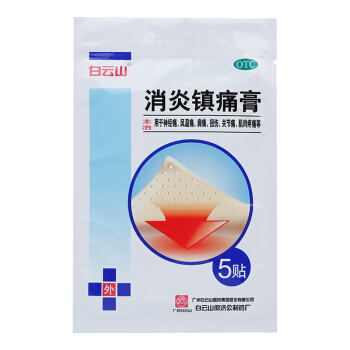 白云山
OTC
消炎镇痛膏
主治
用于神经痛、风湿痛、肩痛、扭伤、关节痛、肌肉疼痛等
5贴
外
广州白云山医药集团股份有限公司
白云山何济公制药厂